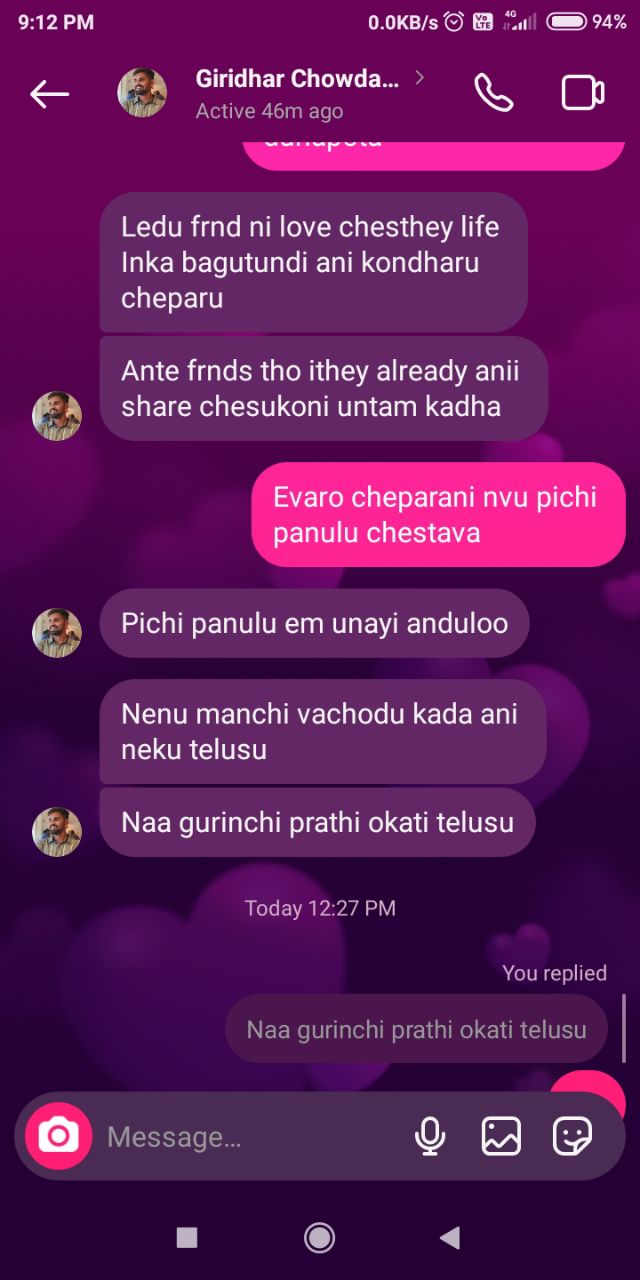 9:12 PM
0.0KB/s
Vo
LTE
4G
94%
Giridhar Chowda...
Active 46m ago
Ledu frnd ni love chesthey life
Inka bagutundi ani kondharu
cheparu
Ante frnds tho ithey already anii
share chesukoni untam kadha
Evaro cheparani nvu pichi
panulu chestava
Pichi panulu em unayi anduloo
Nenu manchi vachodu kada ani
neku telusu
Naa gurinchi prathi okati telusu
Today 12:27 PM
You replied
Naa gurinchi prathi okati telusu
Message...